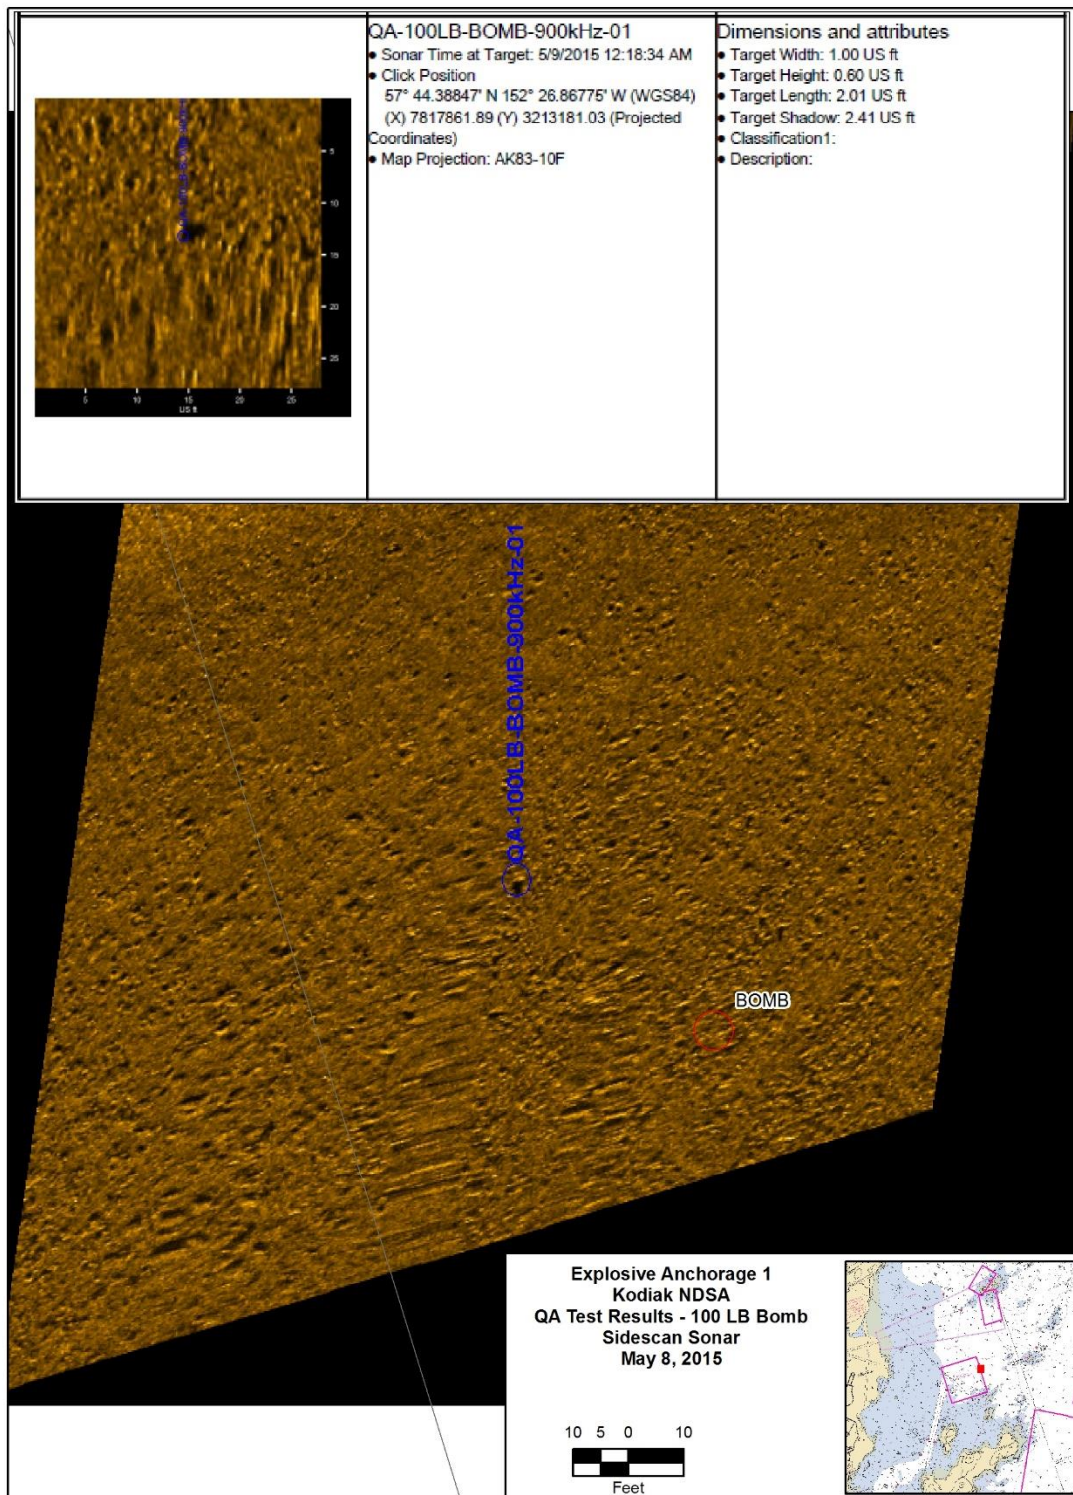 QA-100LB-BOMB-900kHz-01
● Sonar Time at Target: 5/9/2015 12:18:34 AM
● Click Position
57° 44.38847' N 152° 26.86775' W (WGS84)
(X) 7817861.89 (Y) 3213181.03 (Projected
Coordinates)
● Map Projection: AK83-10F
Dimensions and attributes
● Target Width: 1.00 US ft
● Target Height: 0.60 US ft
● Target Length: 2.01 US ft
● Target Shadow: 2.41 US ft
● Classification1:
● Description:
5
10
15
20
25
5 10 15 20 25
US ft
QA-100LB-BOMB-900kHz-01
BOMB
Explosive Anchorage 1
Kodiak NDSA
QA Test Results - 100 LB Bomb
Sidescan Sonar
May 8, 2015
10 5 0 10
Feet